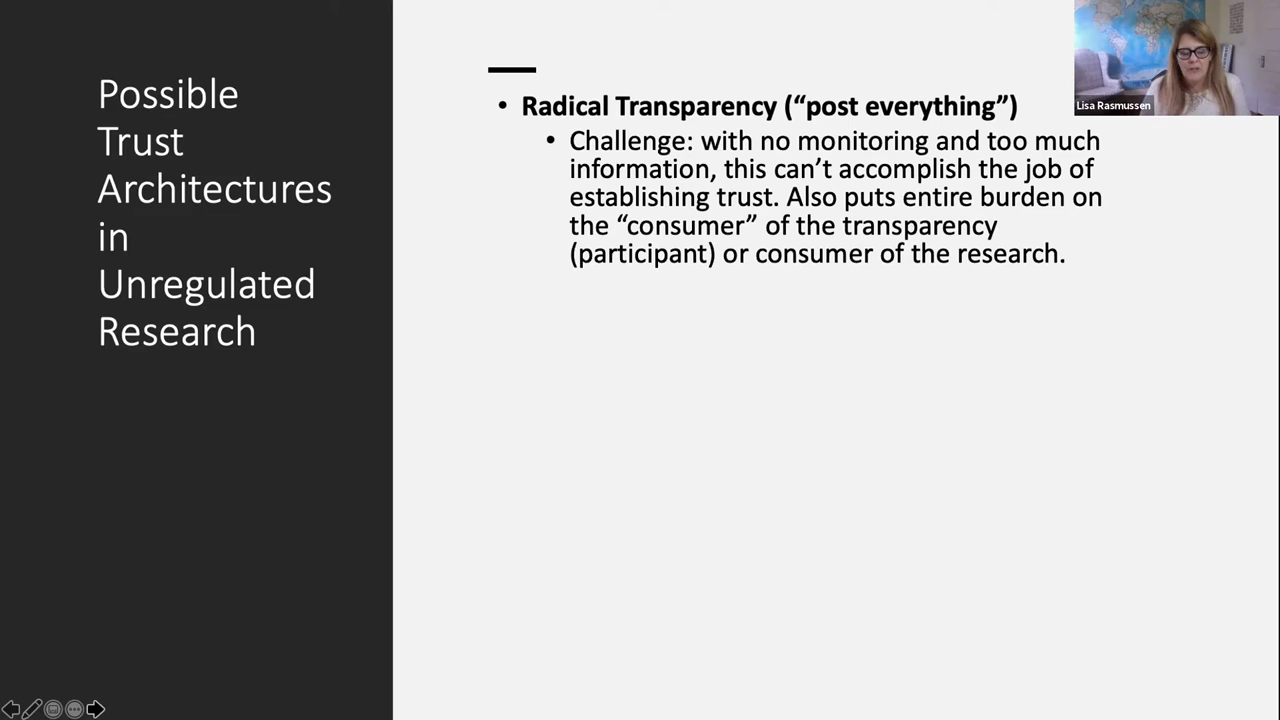 Possible
Trust
Architectures
in
Unregulated
Research
• Radical Transparency (“post everything”)
• Challenge: with no monitoring and too much
information, this can’t accomplish the job of
establishing trust. Also puts entire burden on
the “consumer” of the transparency
(participant) or consumer of the research.
Lisa Rasmussen